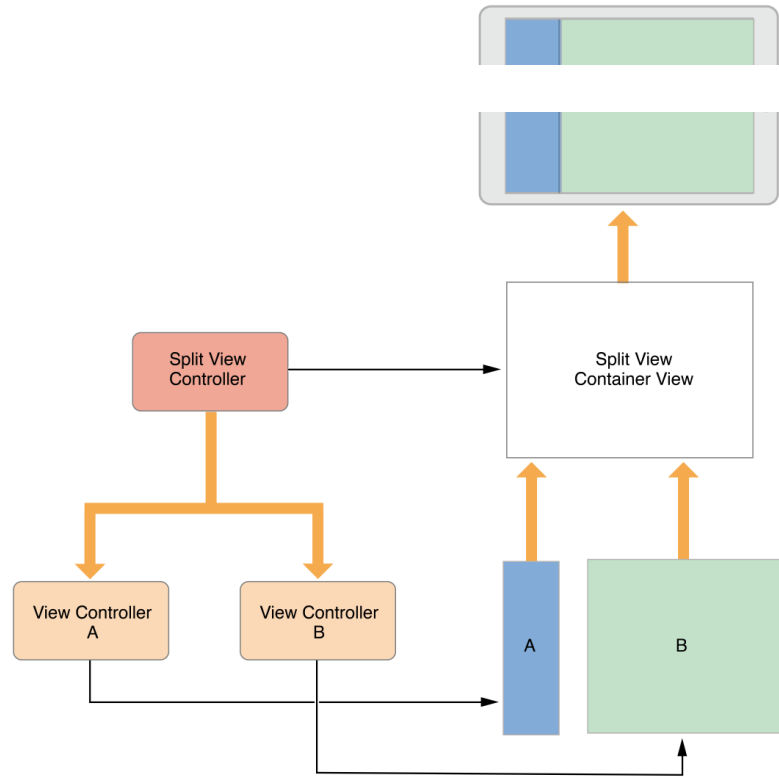 Split View
Controller
Split View
Container View
View Controller
A
View Controller
B
A
B